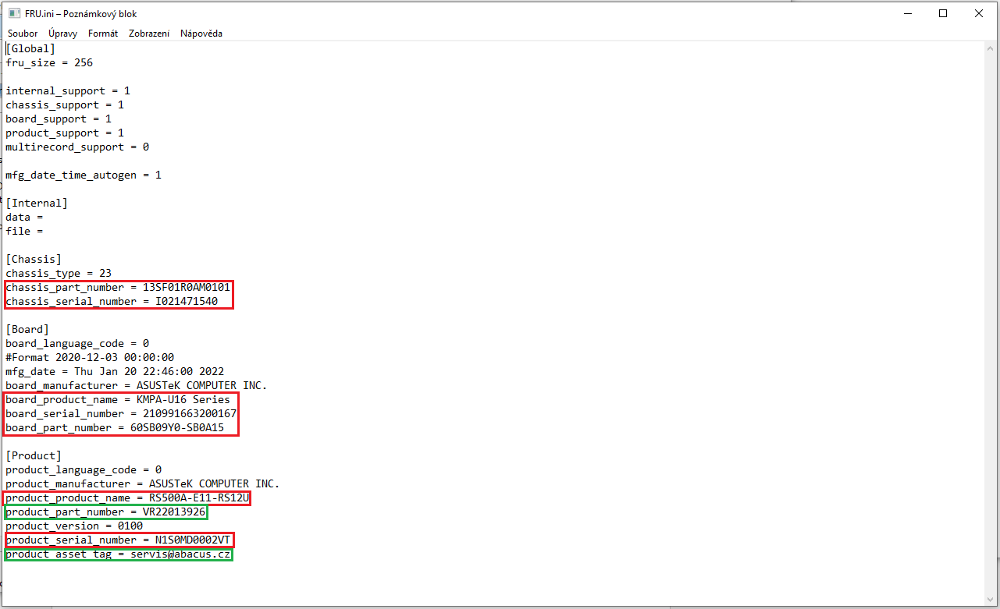 FRU.ini – Poznámkový blok
Soubor Úpravy Formát Zobrazení Nápověda
[Global]
fru_size = 256
internal_support = 1
chassis_support = 1
board_support = 1
product_support = 1
multirecord_support = 0
mfg_date_time_autogen = 1
[Internal]
data =
file =
[Chassis]
chassis_type = 23
chassis_part_number = 13SF01R0AM0101
chassis_serial_number = I021471540
[Board]
board_language_code = 0
#Format 2020-12-03 00:00:00
mfg_date = Thu Jan 20 22:46:00 2022
board_manufacturer = ASUSTeK COMPUTER INC.
board_product_name = KMPA-U16 Series
board_serial_number = 210991663200167
board_part_number = 60SB09Y0-SB0A15
[Product]
product_language_code = 0
product_manufacturer = ASUSTeK COMPUTER INC.
product_product_name = RS500A-E11-RS12U
product_part_number = VR22013926
product_version = 0100
product_serial_number = N1S0MD0002VT
product_asset_tag = servis@abacus.cz